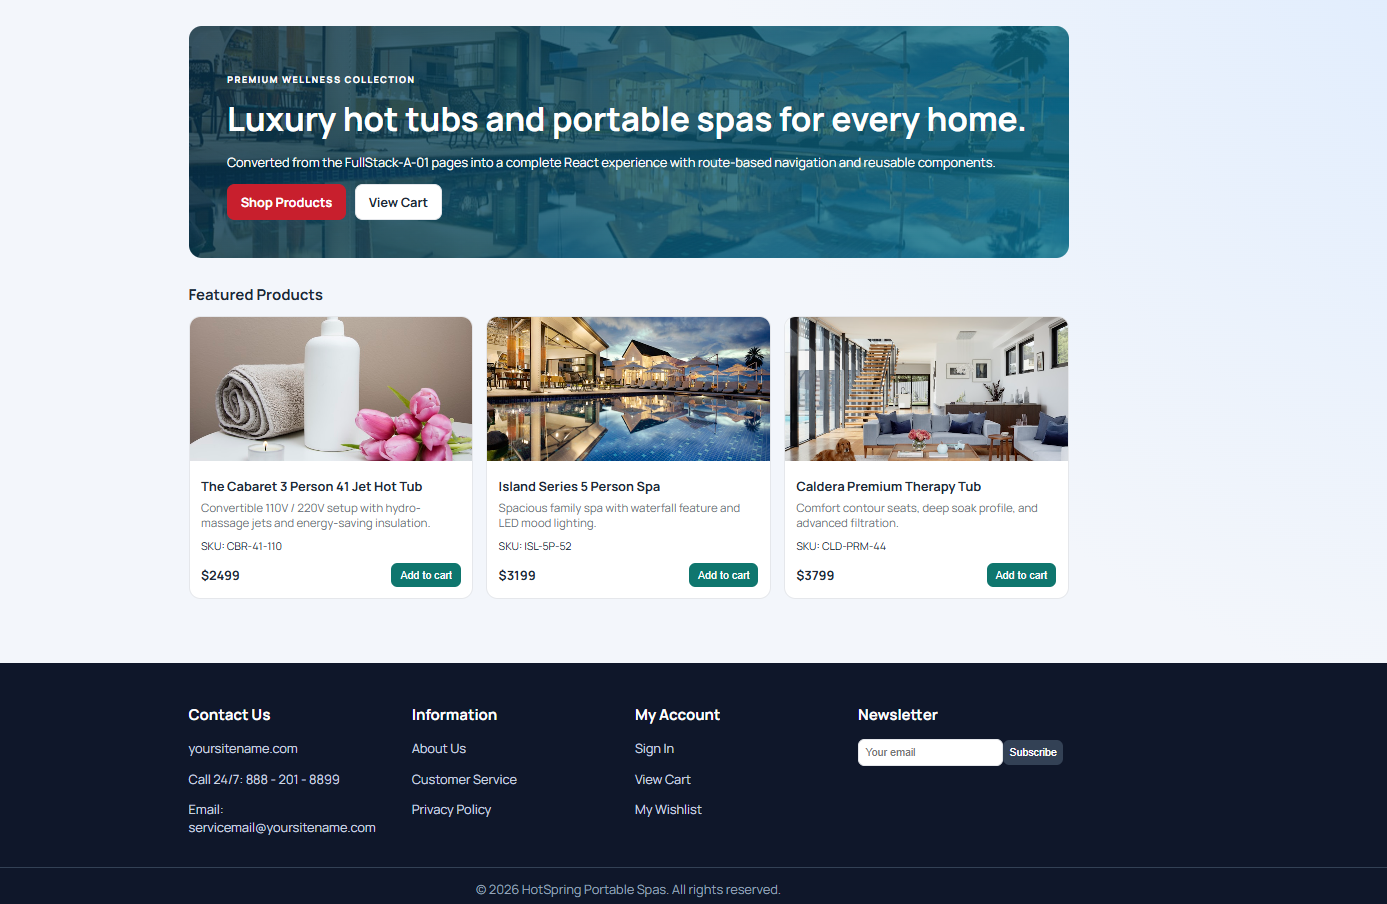 PREMIUM WELLNESS COLLECTION
Luxury hot tubs and portable spas for every home.
Converted from the FullStack-A-01 pages into a complete React experience with route-based navigation and reusable components.
Shop Products
View Cart
Featured Products
The Cabaret 3 Person 41 Jet Hot Tub
Convertible 110V / 220V setup with hydro-
massage jets and energy-saving insulation.
SKU: CBR-41-110
$2499
Add to cart
Island Series 5 Person Spa
Spacious family spa with waterfall feature and
LED mood lighting.
SKU: ISL-5P-52
$3199
Add to cart
Caldera Premium Therapy Tub
Comfort contour seats, deep soak profile, and
advanced filtration.
SKU: CLD-PRM-44
$3799
Add to cart
Contact Us
yoursitename.com
Call 24/7: 888 - 201 - 8899
Email:
servicemail@yoursitename.com
Information
About Us
Customer Service
Privacy Policy
My Account
Sign In
View Cart
My Wishlist
Newsletter
Your email
Subscribe
© 2026 HotSpring Portable Spas. All rights reserved.